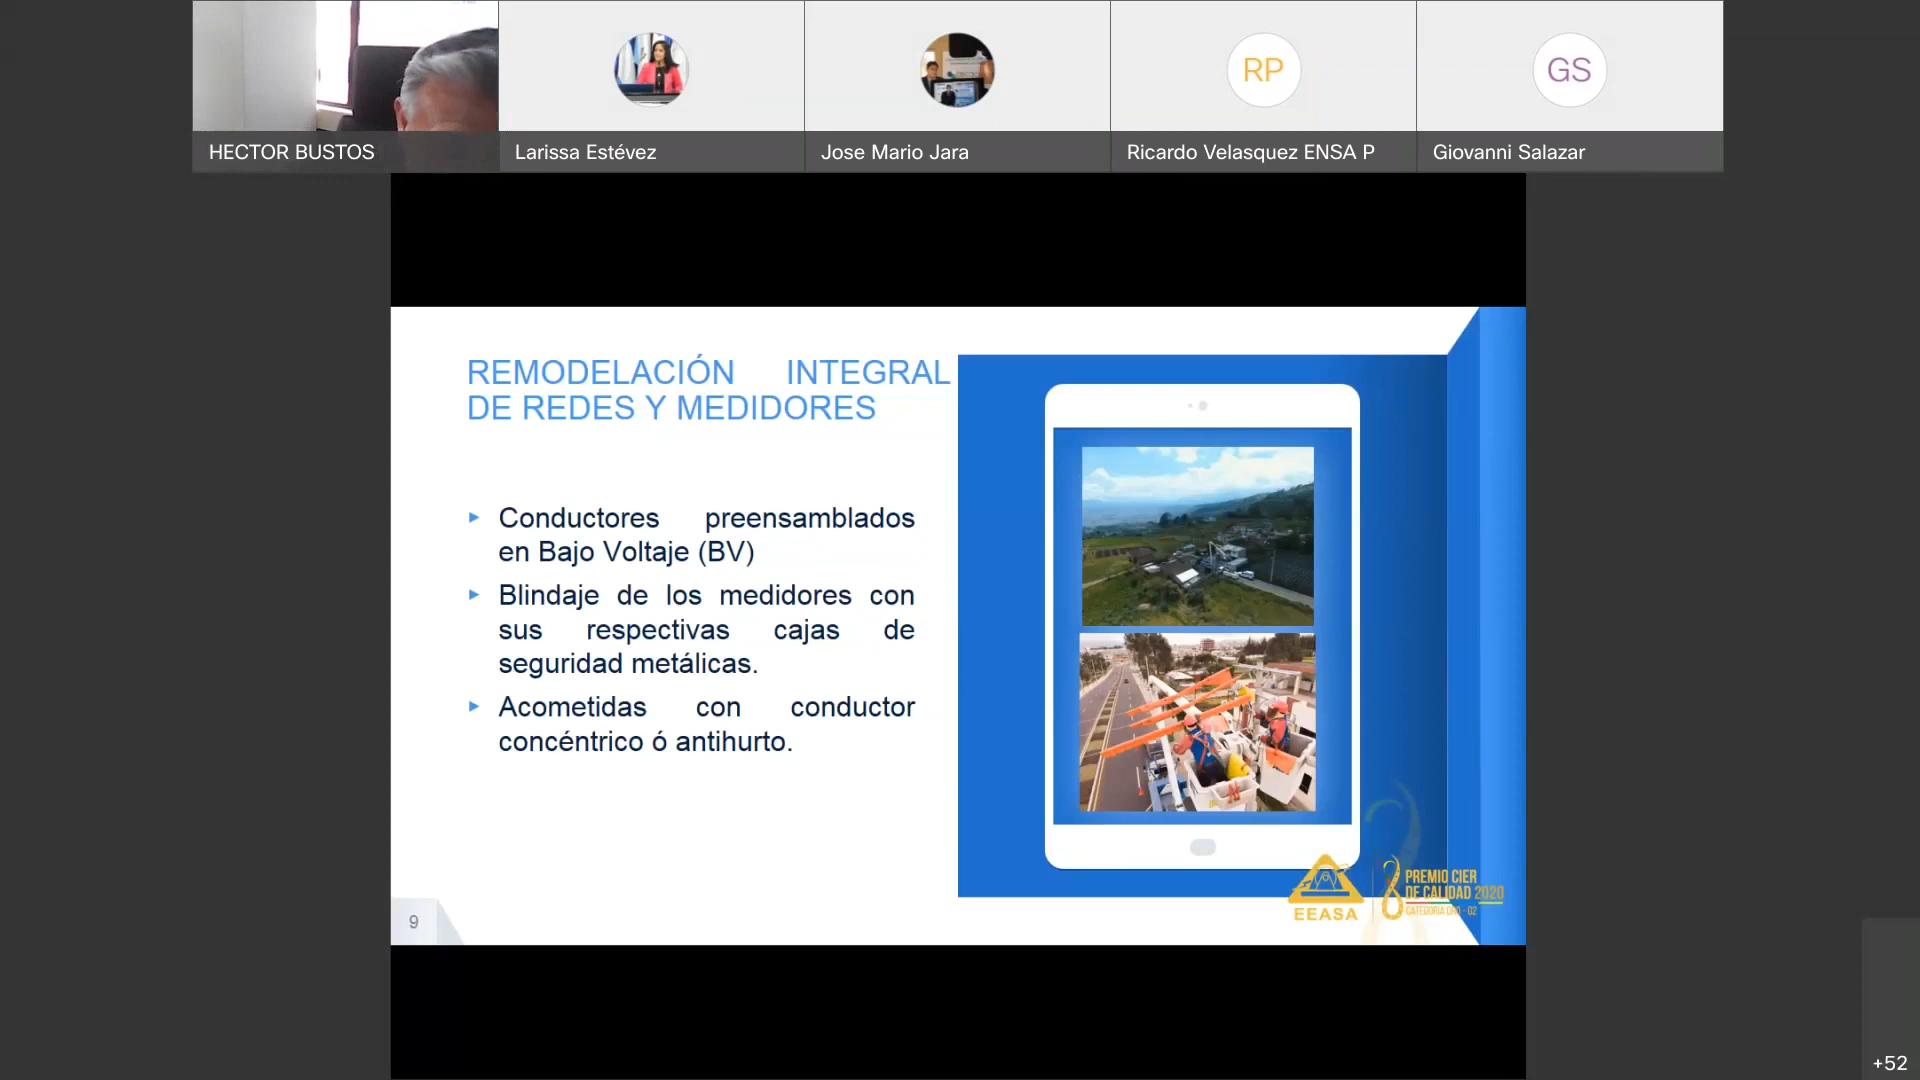 RP
GS
HECTOR BUSTOS
Larissa Estévez
Jose Mario Jara
Ricardo Velasquez ENSA P
Giovanni Salazar
REMODELACIÓN INTEGRAL
DE REDES Y MEDIDORES
Conductores preensamblados
en Bajo Voltaje (BV)
Blindaje de los medidores con
sus respectivas cajas de
seguridad metálicas.
Acometidas con conductor
concéntrico ó antihurto.
PREMIO CIER
DE CALIDAD 2020
EEASA
9
+52